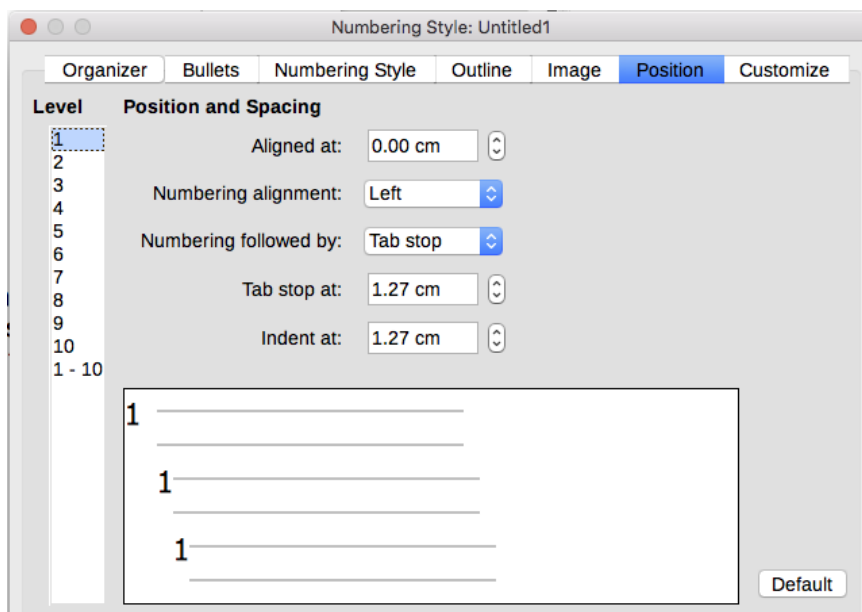 Numbering Style: Untitled1
Organizer Bullets Numbering Style Outline Image Position Customize
Level Position and Spacing
1
2
3
4
5
6
7
8
9
10
1 - 10
Aligned at: 0.00 cm
Numbering alignment: Left
Numbering followed by: Tab stop
Tab stop at: 1.27 cm
Indent at: 1.27 cm
1
1
1
Default